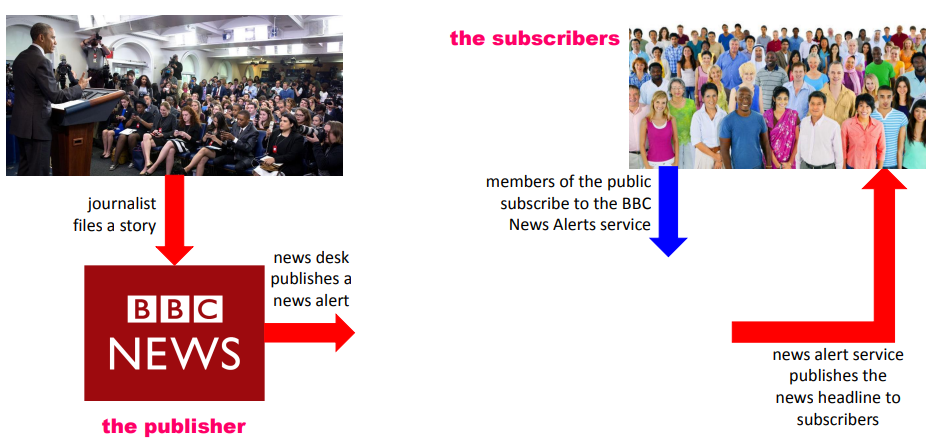 the subscribers
members of the public
subscribe to the BBC
News Alerts service
journalist
files a story
news desk
publishes a
news alert
BBC
NEWS
the publisher
news alert service
publishes the
news headline to
subscribers